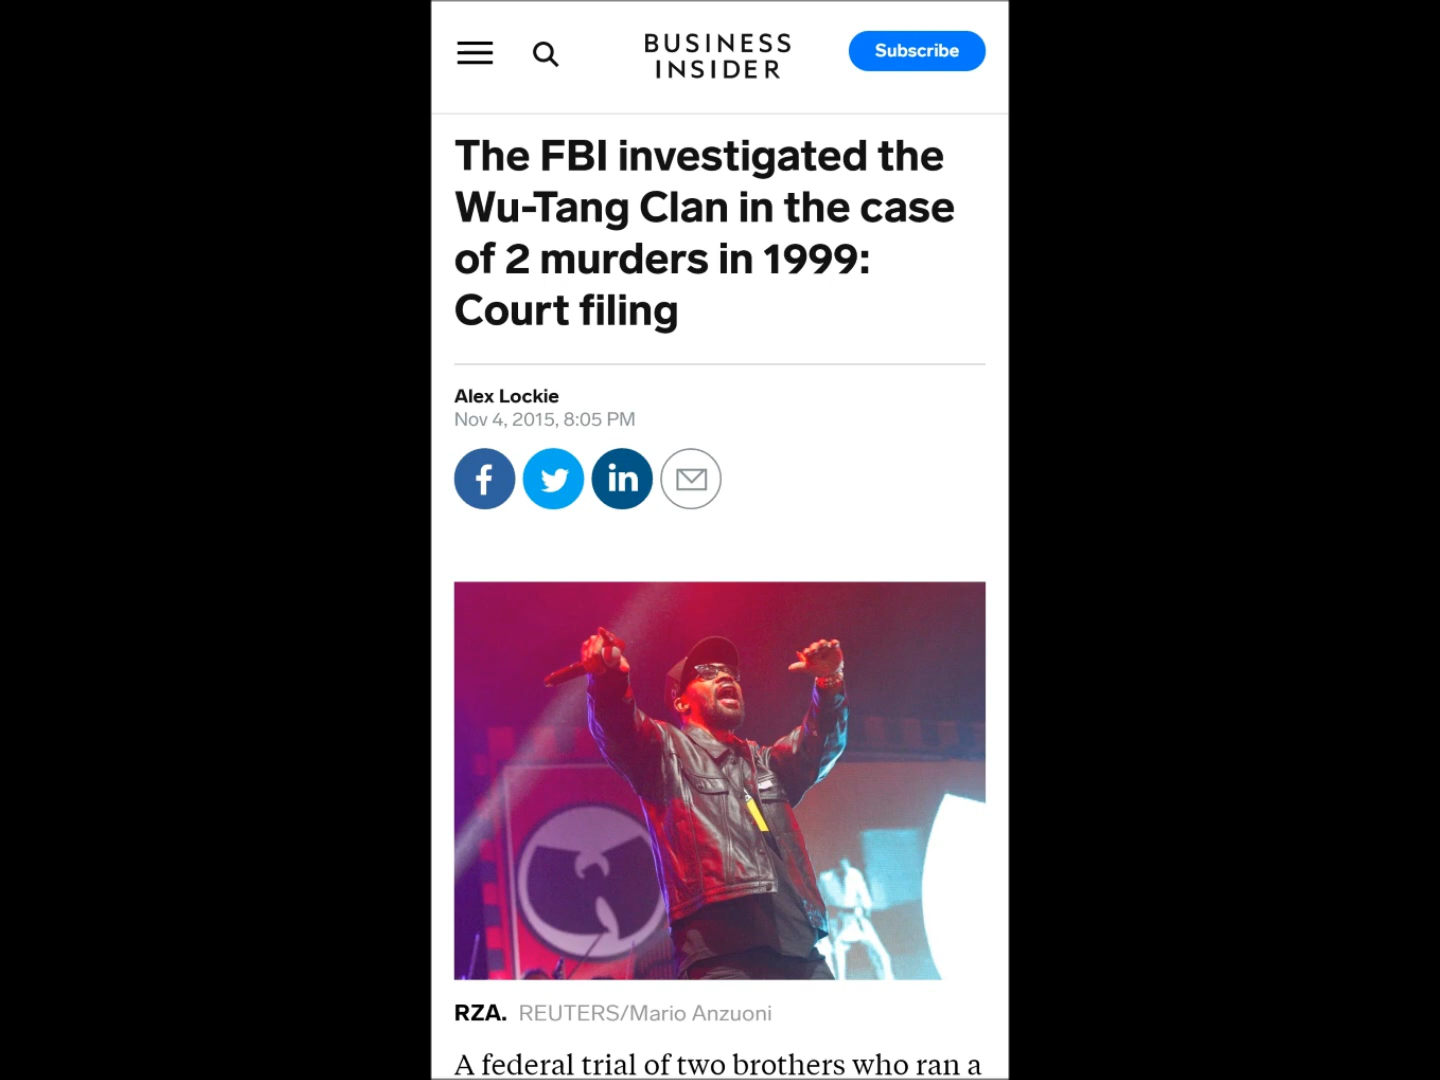 BUSINESS
INSIDER
Subscribe
The FBI investigated the
Wu-Tang Clan in the case
of 2 murders in 1999:
Court filing
Alex Lockie
Nov 4, 2015, 8:05 PM
RZA. REUTERS/Mario Anzuoni
A federal trial of two brothers who ran a